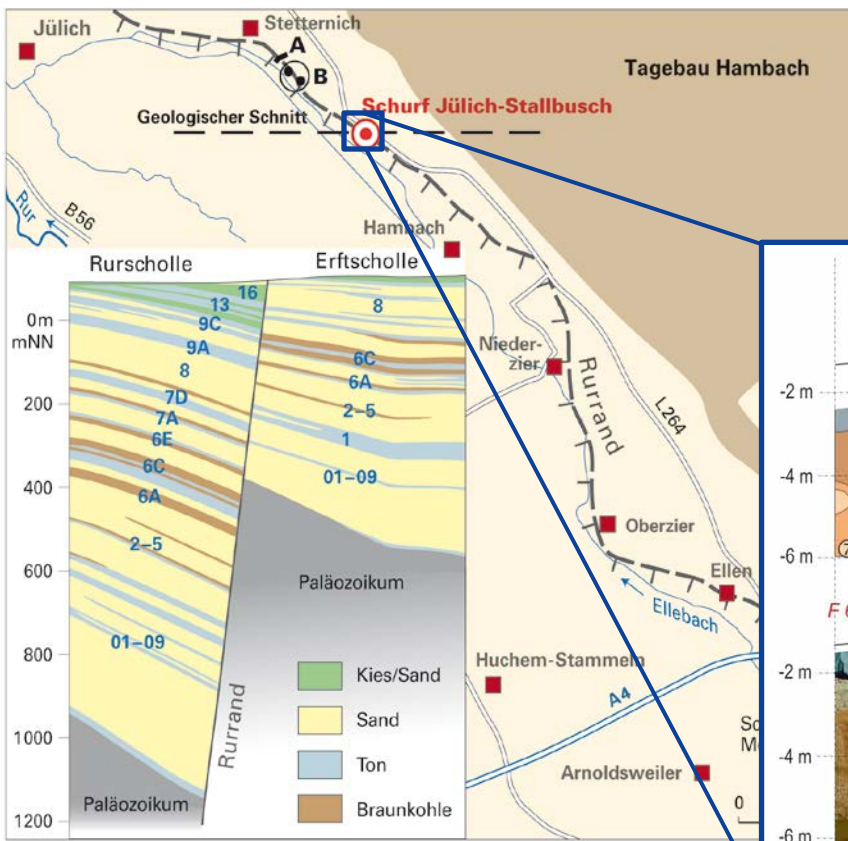 Jülich
Stetternich
A
B
Tagebau Hambach
Schurf Jülich-Stallbusch
Geologischer Schnitt
B56
Rur
Hambach
Rurscholle
Erftscholle
0m
mNN
200
400
600
800
1000
1200
16
13
9C
9A
8
7D
7A
6E
6C
6A
2–5
01–09
8
6C
6A
2–5
1
01–09
Paläozoikum
Paläozoikum
Rurrand
Kies/Sand
Sand
Ton
Braunkohle
Nieder-
zier
Rurrand
L264
Oberzier
Ellen
Ellebach
Huchem-Stammeln
A4
Arnoldsweiler
0
-2 m
-4 m
-6 m
-2 m
-4 m
-6 m